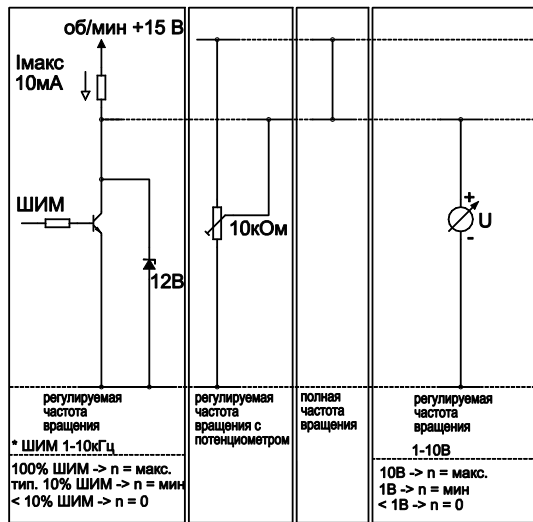 об/мин +15 В
Iмакс
10мА
ШИМ
12В
10кОм
+
U
-
регулируемая
частота
вращения
* ШИМ 1-10кГц
100% ШИМ -> n = макс.
тип. 10% ШИМ -> n = мин
< 10% ШИМ -> n = 0
регулируемая
частота
вращения с
потенциометром
полная
частота
вращения
регулируемая
частота
вращения
1-10В
10В -> n = макс.
1В -> n = мин
< 1В -> n = 0